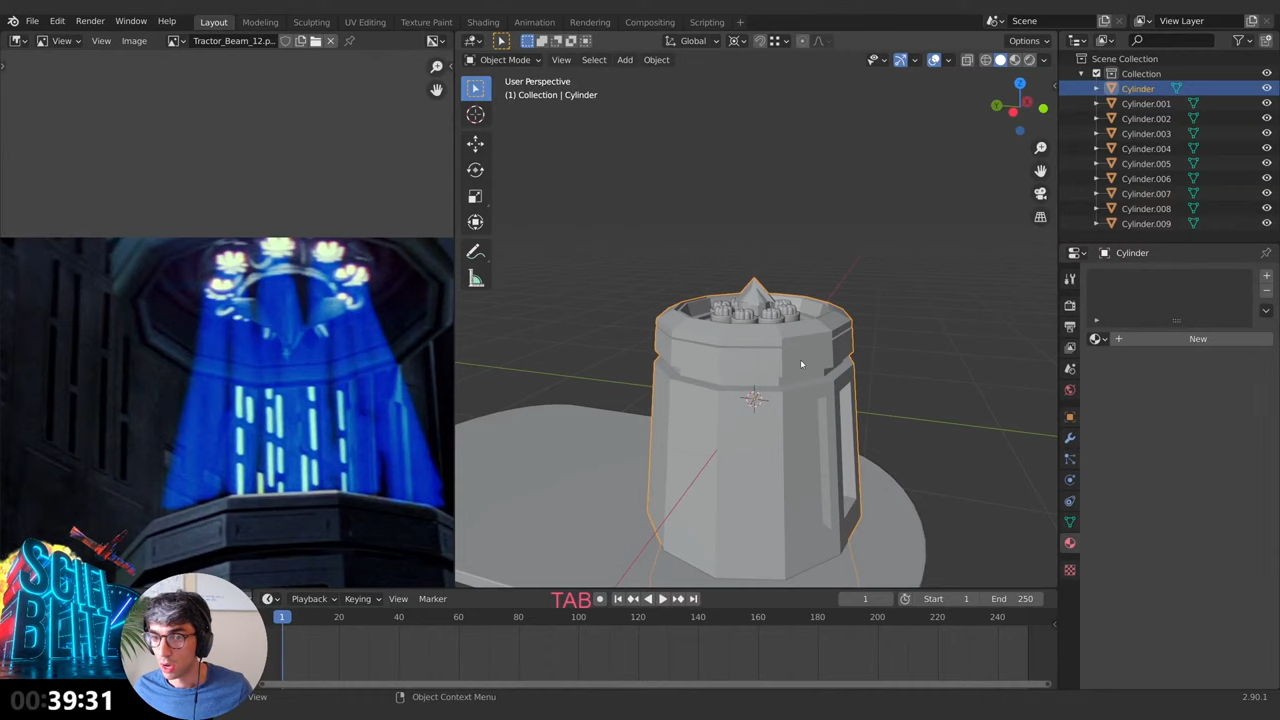 File Edit Render Window Help Layout Modeling Sculpting UV Editing Texture Paint Shading Animation Rendering Compositing Scripting + Scene View Layer
View View Image Tractor_Beam_12.p... Global Options
Object Mode View Select Add Object
Scene Collection
Collection
Cylinder
Cylinder.001
Cylinder.002
Cylinder.003
Cylinder.004
Cylinder.005
Cylinder.006
Cylinder.007
Cylinder.008
Cylinder.009
User Perspective
(1) Collection | Cylinder
Z
Cylinder
+ New
TAB
Playback Keying View Marker 1 Start 1 End 250
1 20 40 60 80 100 120 140 160 180 200 220 240
SCIFI
BLITZ
00:39:31
View Object Context Menu 2.90.1